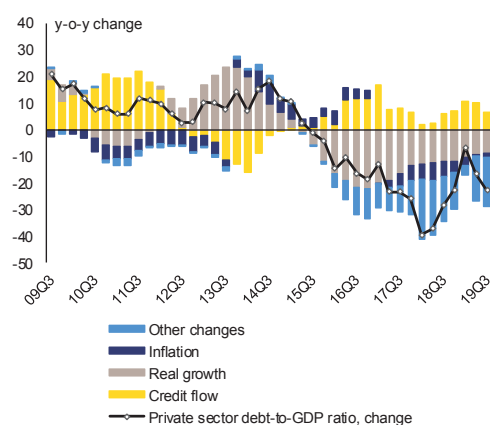 y-o-y change
40
30
20
10
0
-10
-20
-30
-40
-50
09Q3
10Q3
11Q3
12Q3
13Q3
14Q3
15Q3
16Q3
17Q3
18Q3
19Q3
Other changes
Inflation
Real growth
Credit flow
Private sector debt-to-GDP ratio, change